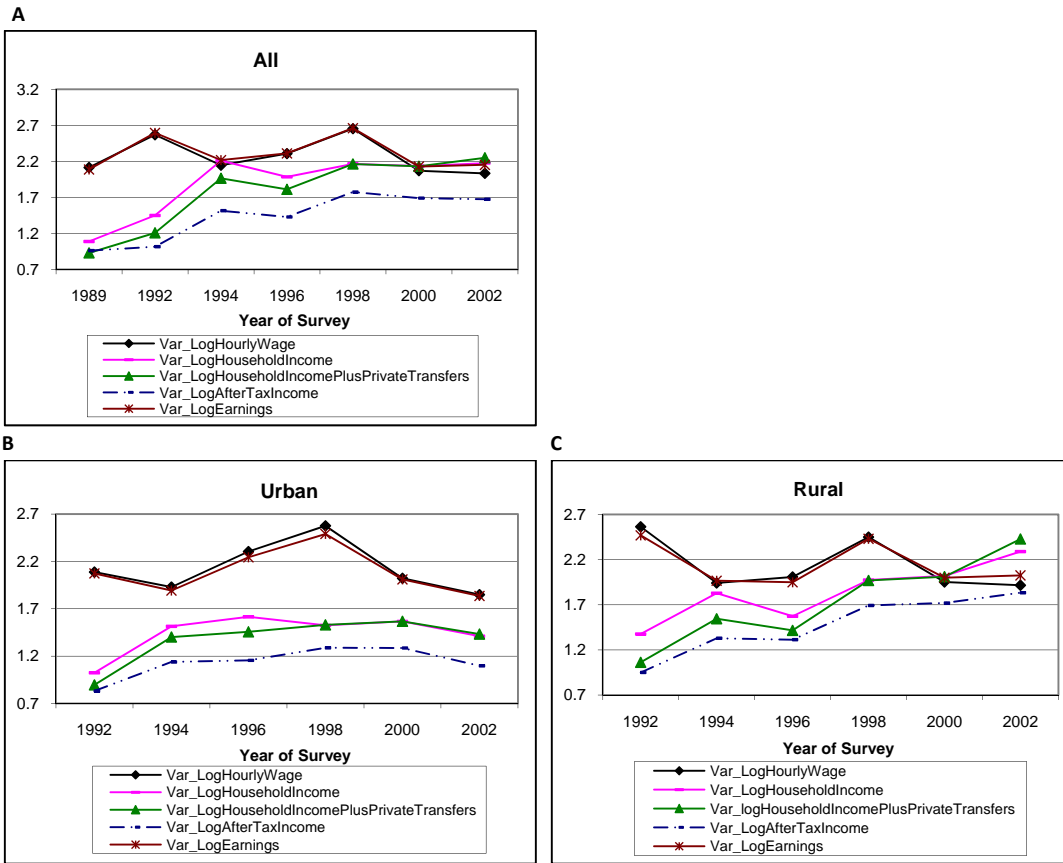 A
All
3.2
2.7
2.2
1.7
1.2
0.7
1989 1992 1994 1996 1998 2000 2002
Year of Survey
Var_LogHourlyWage
Var_LogHouseholdIncome
Var_LogHouseholdIncomePlusPrivateTransfers
Var_LogAfterTaxIncome
Var_LogEarnings
B
Urban
2.7
2.2
1.7
1.2
0.7
1992 1994 1996 1998 2000 2002
Year of Survey
Var_LogHourlyWage
Var_LogHouseholdIncome
Var_LogHouseholdIncomePlusPrivateTransfers
Var_LogAfterTaxIncome
Var_LogEarnings
C
Rural
2.7
2.2
1.7
1.2
0.7
1992 1994 1996 1998 2000 2002
Year of Survey
Var_LogHourlyWage
Var_LogHouseholdIncome
Var_logHouseholdIncomePlusPrivateTransfers
Var_LogAfterTaxIncome
Var_LogEarnings